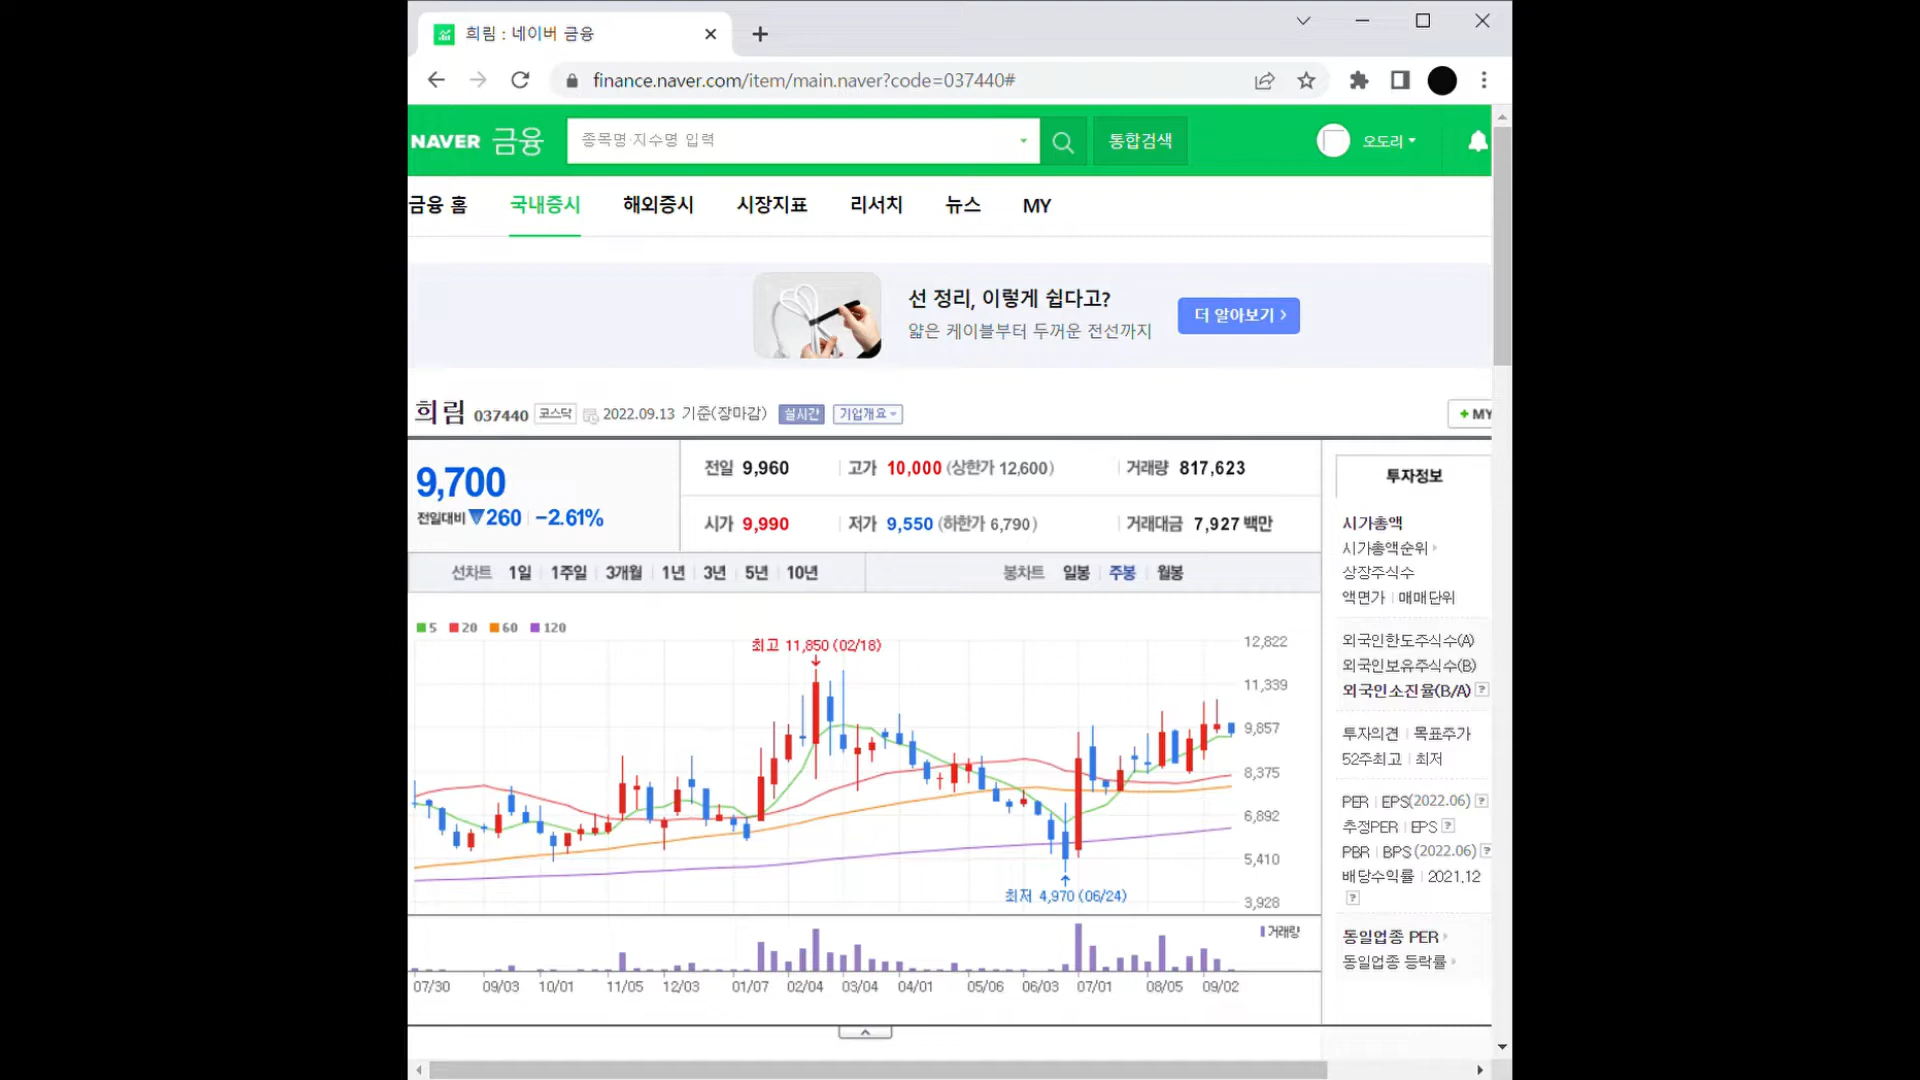 희림 : 네이버 금융
finance.naver.com/item/main.naver?code=037440#
NAVER 금융 종목명·지수명 입력 통합검색 오도리
금융 홈 국내증시 해외증시 시장지표 리서치 뉴스 MY
선 정리, 이렇게 쉽다고?
얇은 케이블부터 두꺼운 전선까지
더 알아보기
희림 037440 코스닥 2022.09.13 기준(장마감) 실시간 기업개요 + MY
9,700
전일대비 ▼260 -2.61%
전일 9,960 고가 10,000 (상한가 12,600) 거래량 817,623
시가 9,990 저가 9,550 (하한가 6,790) 거래대금 7,927 백만
선차트 1일 1주일 3개월 1년 3년 5년 10년 봉차트 일봉 주봉 월봉
5 20 60 120
최고 11,850 (02/18)
최저 4,970 (06/24)
12,822
11,339
9,857
8,375
6,892
5,410
3,928
거래량
07/30 09/03 10/01 11/05 12/03 01/07 02/04 03/04 04/01 05/06 06/03 07/01 08/05 09/02
투자정보
시가총액
시가총액순위
상장주식수
액면가 | 매매단위
외국인한도주식수(A)
외국인보유주식수(B)
외국인소진율(B/A) ?
투자의견 | 목표주가
52주최고 | 최저
PER | EPS(2022.06) ?
추정PER | EPS ?
PBR | BPS (2022.06) ?
배당수익률 | 2021.12
?
동일업종 PER
동일업종 등락률